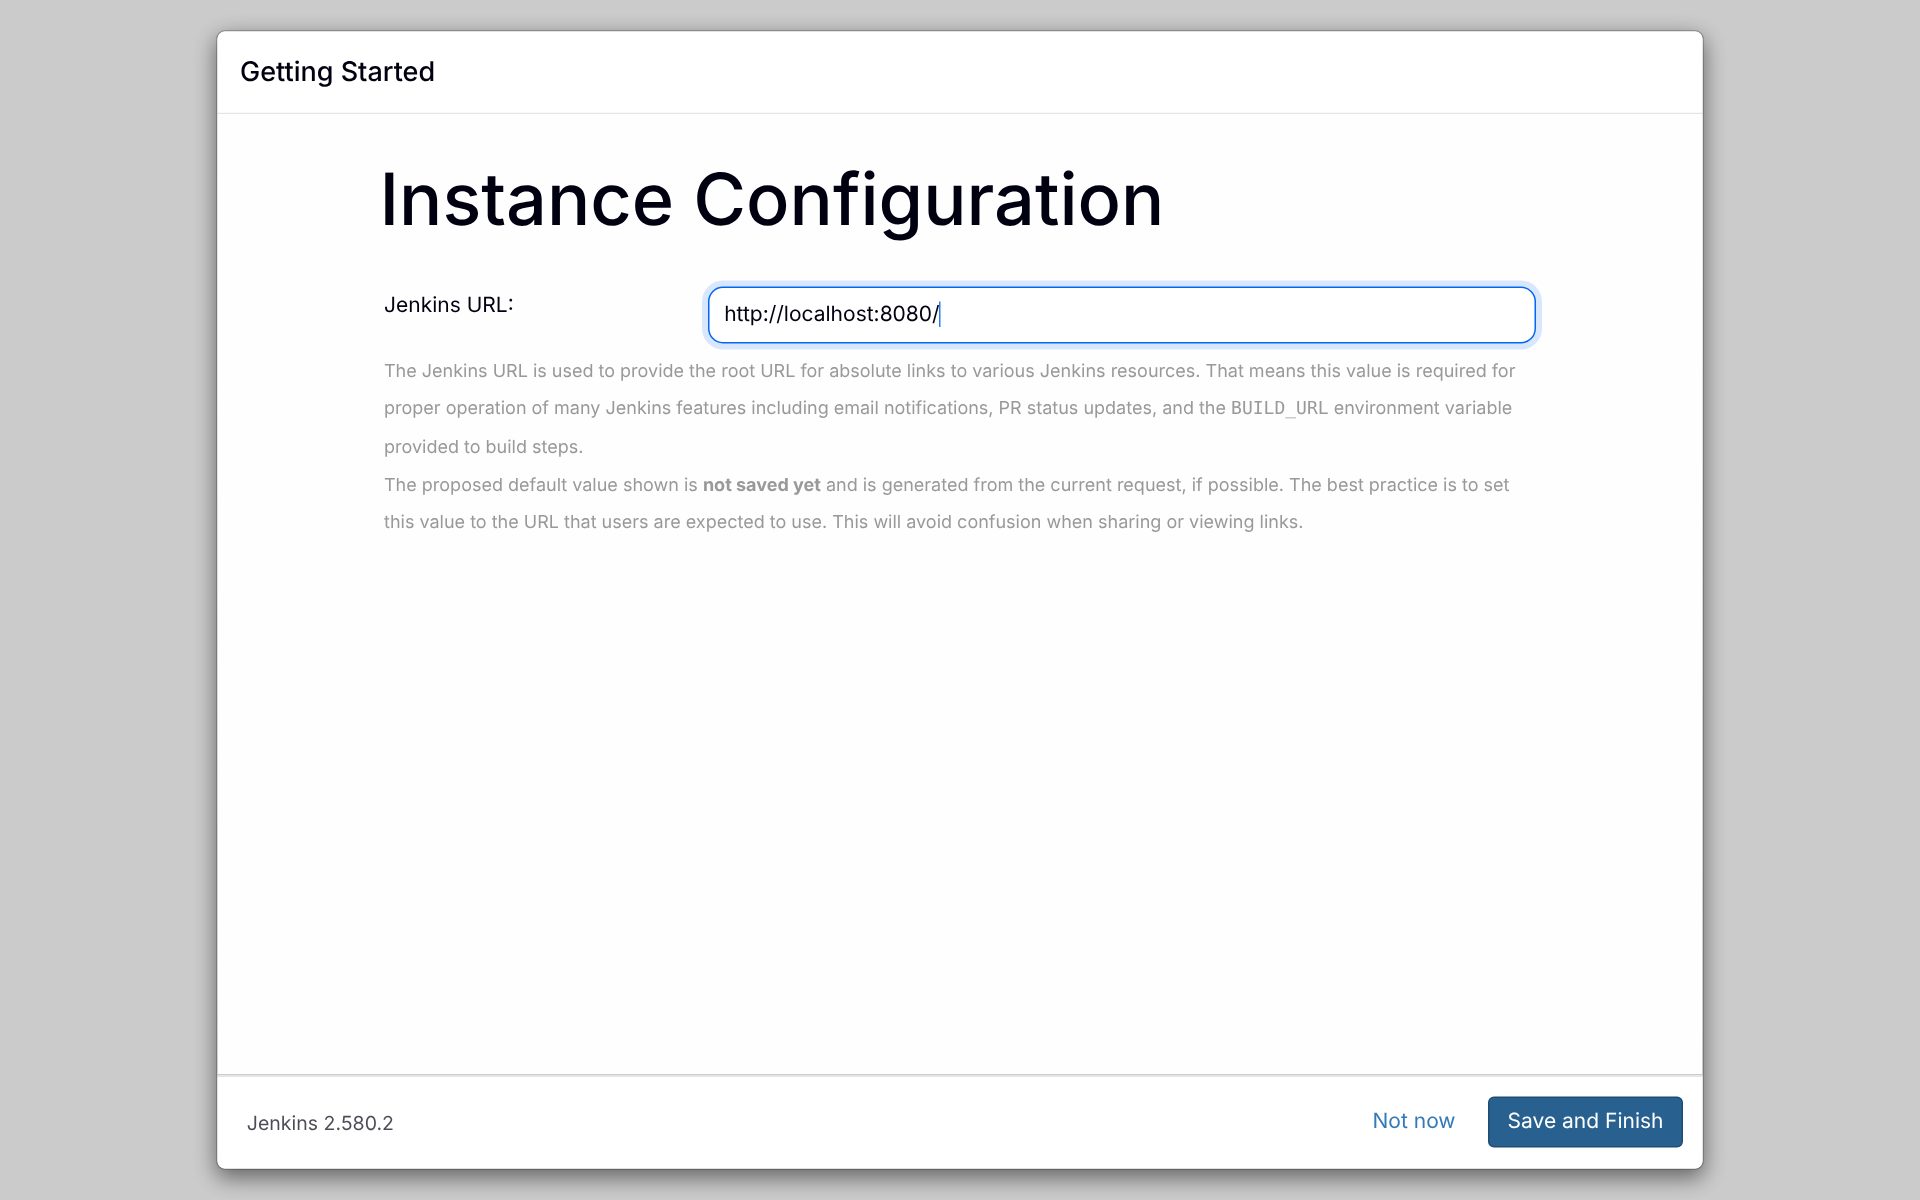 Getting Started
Instance Configuration
Jenkins URL:
http://localhost:8080/
The Jenkins URL is used to provide the root URL for absolute links to various Jenkins resources. That means this value is required for
proper operation of many Jenkins features including email notifications, PR status updates, and the BUILD_URL environment variable
provided to build steps.
The proposed default value shown is not saved yet and is generated from the current request, if possible. The best practice is to set
this value to the URL that users are expected to use. This will avoid confusion when sharing or viewing links.
Jenkins 2.580.2
Not now
Save and Finish